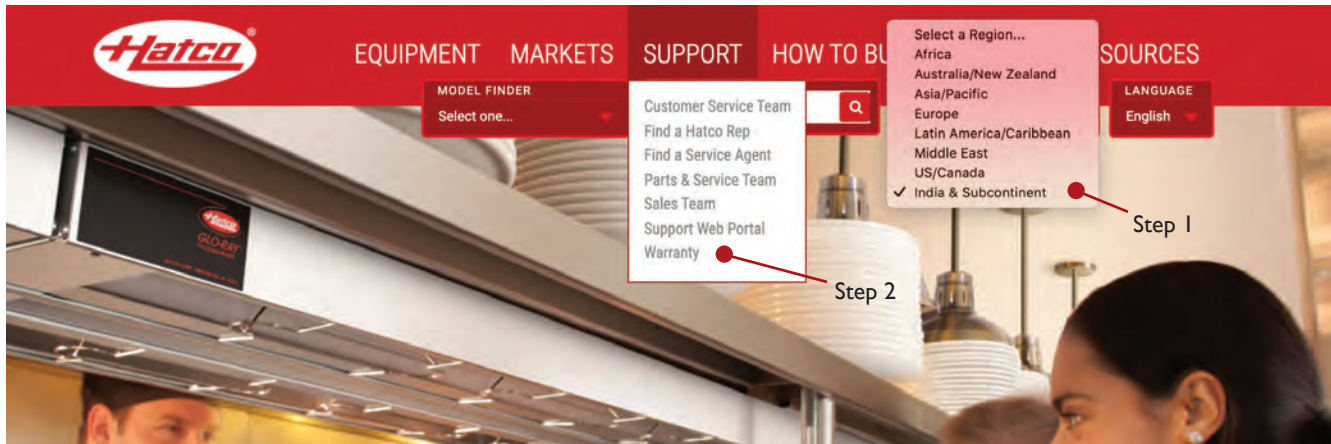 Hatco
EQUIPMENT MARKETS SUPPORT HOW TO BU SOURCES
MODEL FINDER
Select one...
Customer Service Team
Find a Hatco Rep
Find a Service Agent
Parts & Service Team
Sales Team
Support Web Portal
Warranty
Select a Region...
Africa
Australia/New Zealand
Asia/Pacific
Europe
Latin America/Caribbean
Middle East
US/Canada
✓ India & Subcontinent
LANGUAGE
English
Step 1
Step 2
Hatco
GLO-RAY